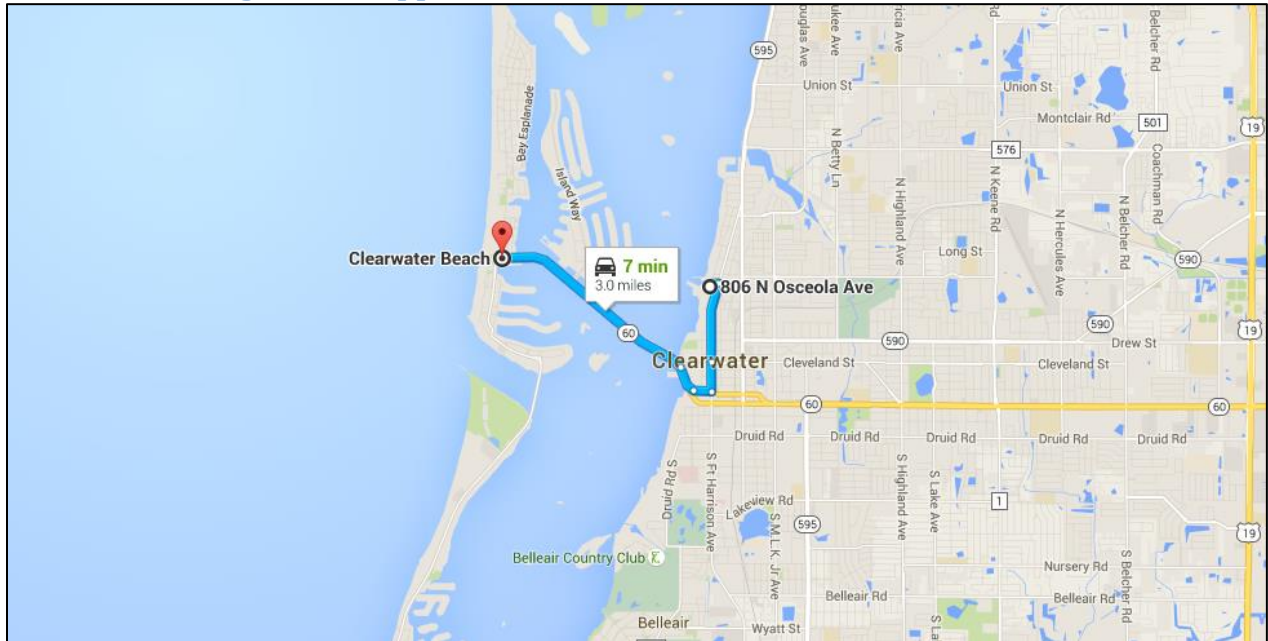 595
Douglas Ave
Union St
Union St
Belcher Rd
Montclair Rd
501
19
Bay Esplanade
576
N Betty Ln
Coachman Rd
Island Way
N Highland Ave
N Keene Rd
N Hercules Ave
N Belcher Rd
Clearwater Beach
7 min
3.0 miles
Long St
590
806 N Osceola Ave
60
590
590
Drew St
19
Clearwater
Cleveland St
Cleveland St
60
60
Druid Rd
Druid Rd
Druid Rd
Druid Rd
Druid Rd
Druid Rd
S Ft Harrison Ave
S Highland Ave
S Lake Ave
Lakeview Rd
1
S M.L.K. Jr Ave
595
19
Belleair Country Club
Nursery Rd
S Belcher Rd
Belleair Rd
Belleair Rd
Belleair
Wyatt St